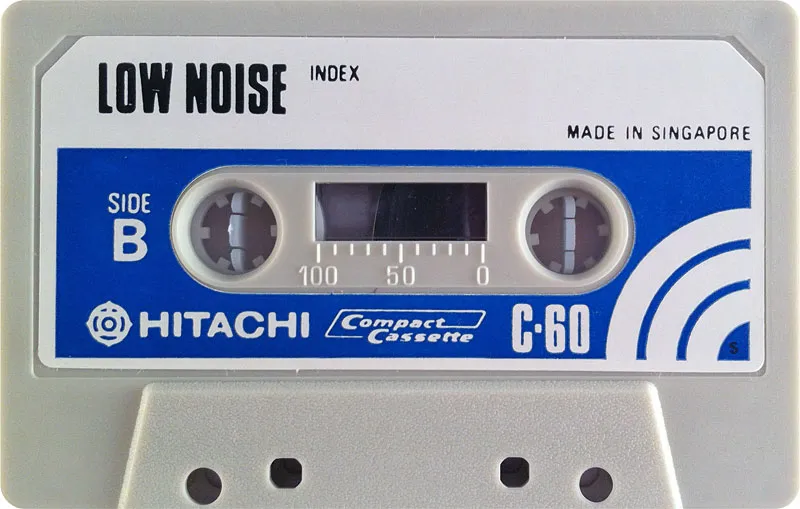 LOW NOISE INDEX
MADE IN SINGAPORE
SIDE
B
100 50 0
HITACHI Compact Cassette C·60
S